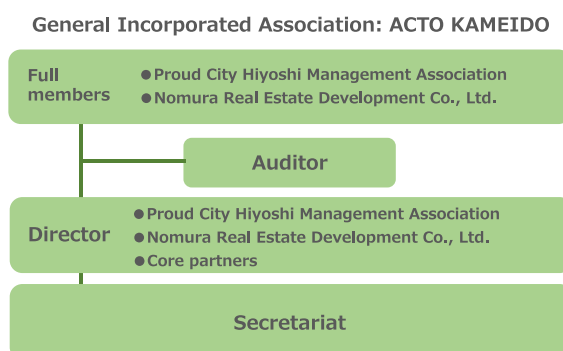 General Incorporated Association: ACTO KAMEIDO
Full members
● Proud City Hiyoshi Management Association
● Nomura Real Estate Development Co., Ltd.
Auditor
Director
● Proud City Hiyoshi Management Association
● Nomura Real Estate Development Co., Ltd.
● Core partners
Secretariat